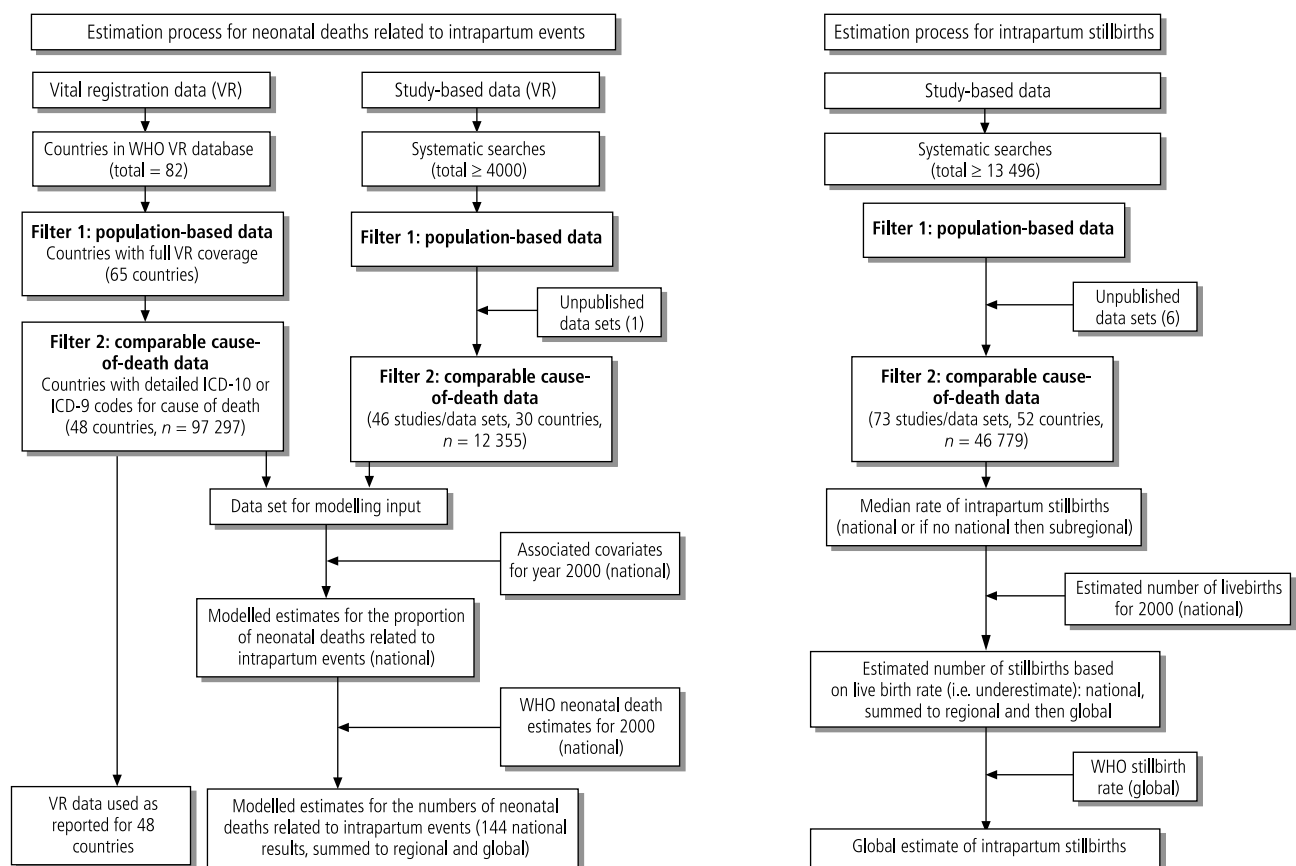 Estimation process for neonatal deaths related to intrapartum events
Vital registration data (VR)
Countries in WHO VR database
(total = 82)
Filter 1: population-based data
Countries with full VR coverage
(65 countries)
Filter 2: comparable cause-
of-death data
Countries with detailed ICD-10 or
ICD-9 codes for cause of death
(48 countries, n = 97 297)
Study-based data (VR)
Systematic searches
(total ≥ 4000)
Filter 1: population-based data
Unpublished
data sets (1)
Filter 2: comparable cause-
of-death data
(46 studies/data sets, 30 countries,
n = 12 355)
Data set for modelling input
Associated covariates
for year 2000 (national)
Modelled estimates for the proportion
of neonatal deaths related to
intrapartum events (national)
WHO neonatal death
estimates for 2000
(national)
VR data used as
reported for 48
countries
Modelled estimates for the numbers of neonatal
deaths related to intrapartum events (144 national
results, summed to regional and global)
Estimation process for intrapartum stillbirths
Study-based data
Systematic searches
(total ≥ 13 496)
Filter 1: population-based data
Unpublished
data sets (6)
Filter 2: comparable cause-
of-death data
(73 studies/data sets, 52 countries,
n = 46 779)
Median rate of intrapartum stillbirths
(national or if no national then subregional)
Estimated number of livebirths
for 2000 (national)
Estimated number of stillbirths based
on live birth rate (i.e. underestimate): national,
summed to regional and then global
WHO stillbirth
rate (global)
Global estimate of intrapartum stillbirths